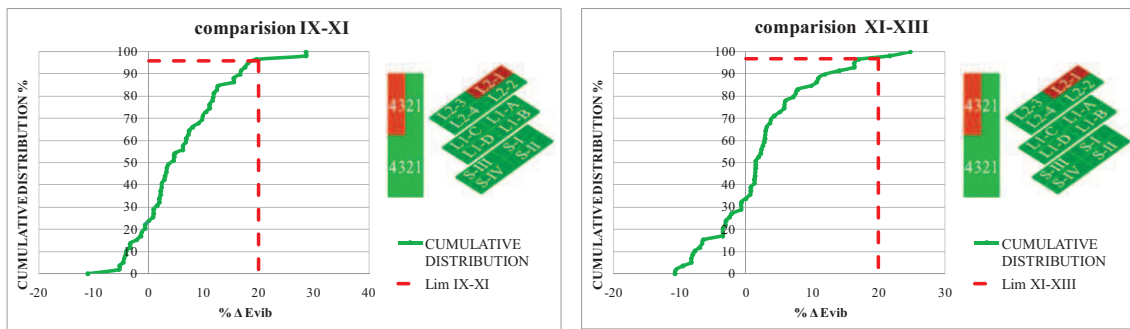 comparision IX-XI
CUMULATIVE DISTRIBUTION %
100
90
80
70
60
50
40
30
20
10
0
-20
-10
0
10
20
30
40
% Δ Evib
4321
4321
L2-1
L2-2
L2-3
L2-4
L1-A
L1-B
L1-C
L1-D
S-I
S-II
S-III
S-IV
CUMULATIVE
DISTRIBUTION
Lim IX-XI
comparision XI-XIII
CUMULATIVE DISTRIBUTION %
100
90
80
70
60
50
40
30
20
10
0
-20
-10
0
10
20
30
% Δ Evib
4321
4321
L2-1
L2-2
L2-3
L2-4
L1-A
L1-B
L1-C
L1-D
S-I
S-II
S-III
S-IV
CUMULATIVE
DISTRIBUTION
Lim XI-XIII